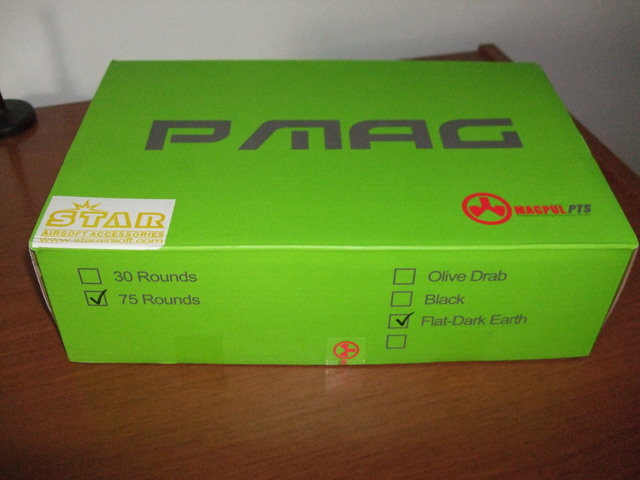 PMAG
STAR
AIRSOFT ACCESSORIES
www.starairsoft.com
MAGPUL PTS
30 Rounds
75 Rounds
Olive Drab
Black
Flat-Dark Earth